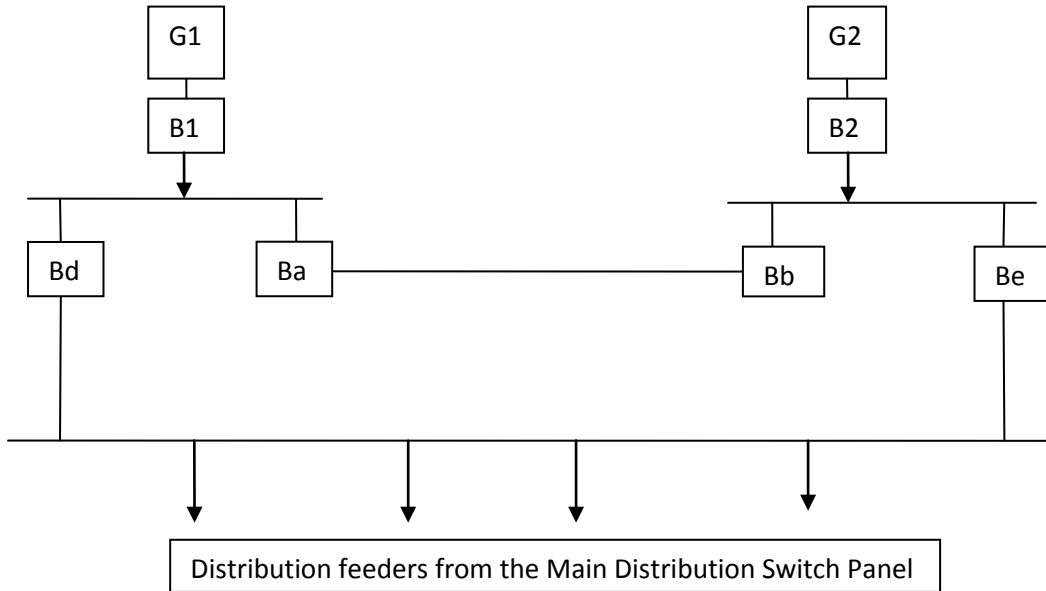 G1
G2
B1
B2
Bd
Ba
Bb
Be
Distribution feeders from the Main Distribution Switch Panel